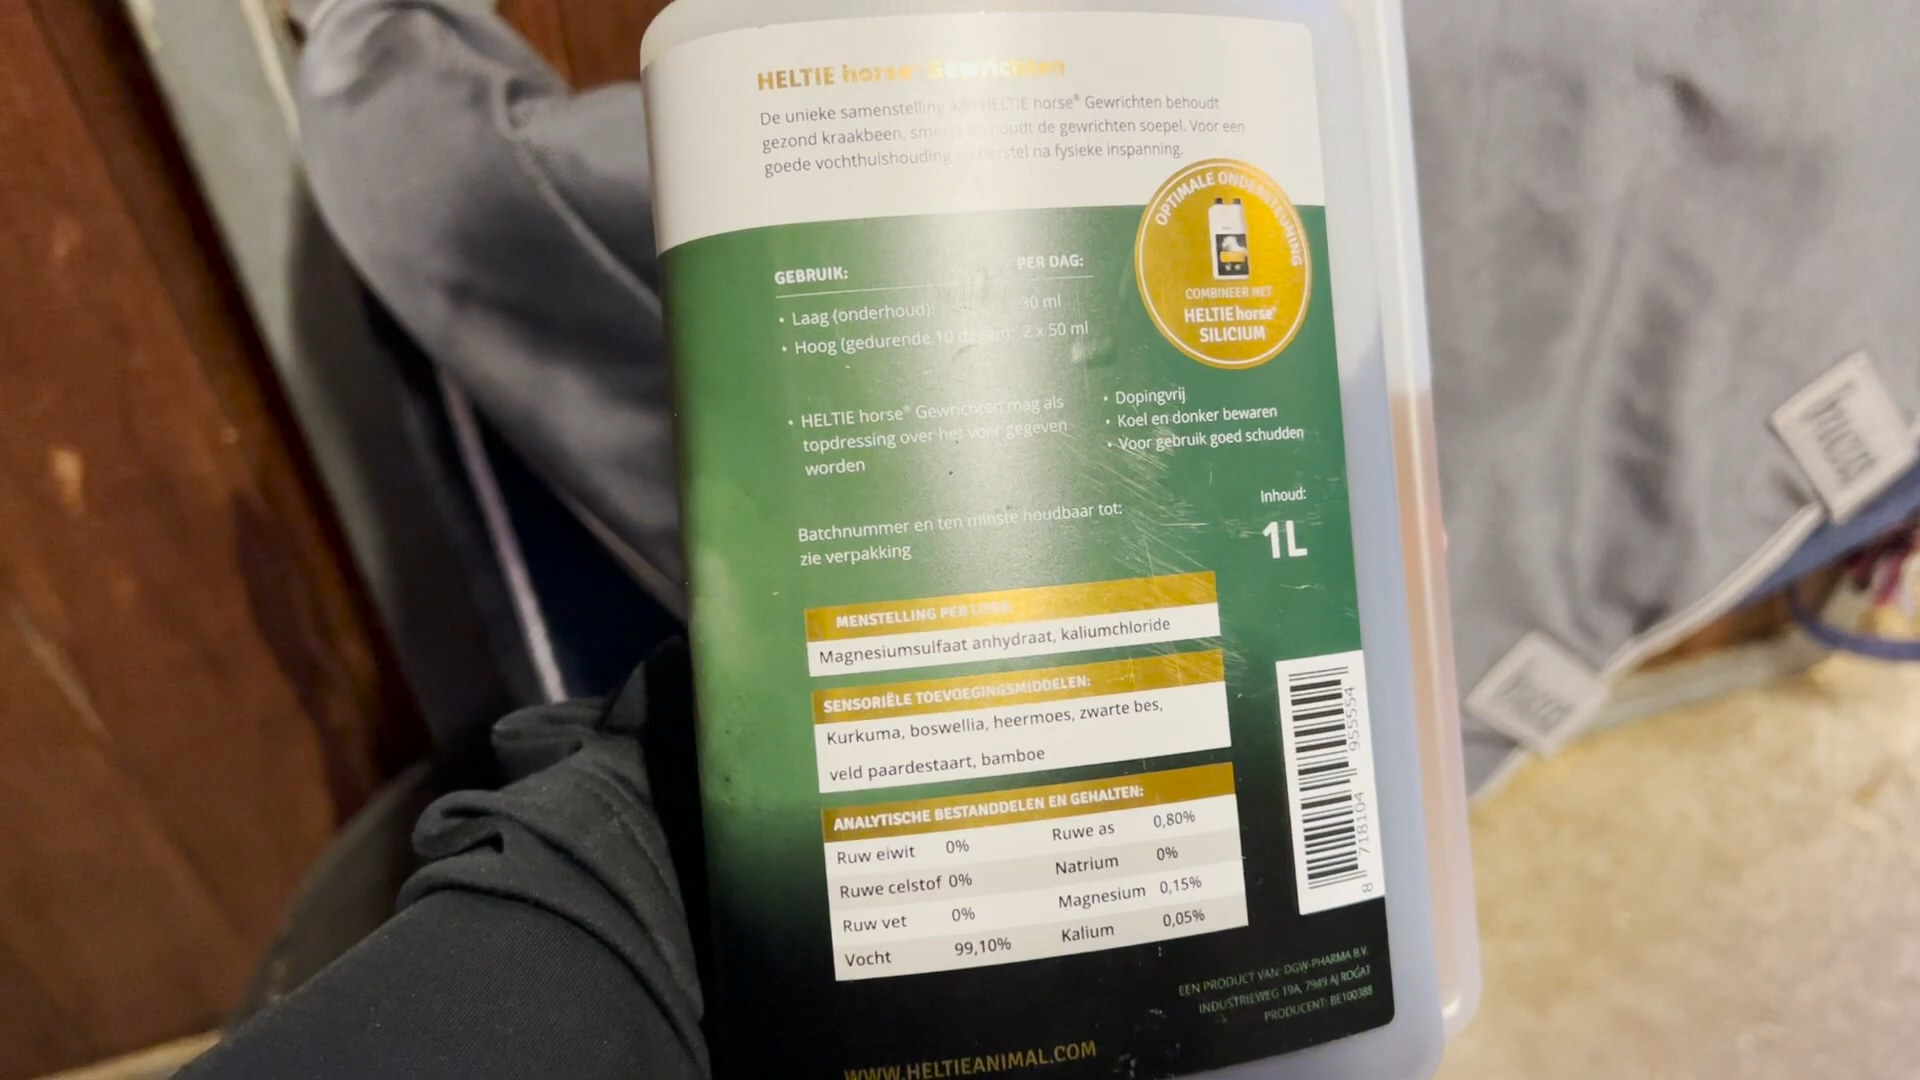 HELTIE horse® Gewrichten
De unieke samenstelling van HELTIE horse® Gewrichten behoudt
gezond kraakbeen, smeert en houdt de gewrichten soepel. Voor een
goede vochthuishouding en herstel na fysieke inspanning.
OPTIMALE ONDERSTEUNING
COMBINEER MET
HELTIE horse®
SILICIUM
GEBRUIK: PER DAG:
• Laag (onderhoud): 30 ml
• Hoog (gedurende 10 dagen): 2 x 50 ml
• HELTIE horse® Gewrichten mag als
topdressing over het voer gegeven
worden
• Dopingvrij
• Koel en donker bewaren
• Voor gebruik goed schudden
Batchnummer en ten minste houdbaar tot:
zie verpakking
Inhoud:
1L
MENSTELLING PER
Magnesiumsulfaat anhydraat, kaliumchloride
SENSORIËLE TOEVOEGINGSMIDDELEN:
Kurkuma, boswellia, heermoes, zwarte bes,
veld paardestaart, bamboe
ANALYTISCHE BESTANDDELEN EN GEHALTEN:
Ruw eiwit 0% Ruwe as 0,80%
Ruwe celstof 0% Natrium 0%
Ruw vet 0% Magnesium 0,15%
Vocht 99,10% Kalium 0,05%
8 718104 955554
EEN PRODUCT VAN: DGW-PHARMA B.V.
INDUSTRIEWEG 19A, 7949 AJ ROGAT
PRODUCENT: BE100388
WWW.HELTIEANIMAL.COM